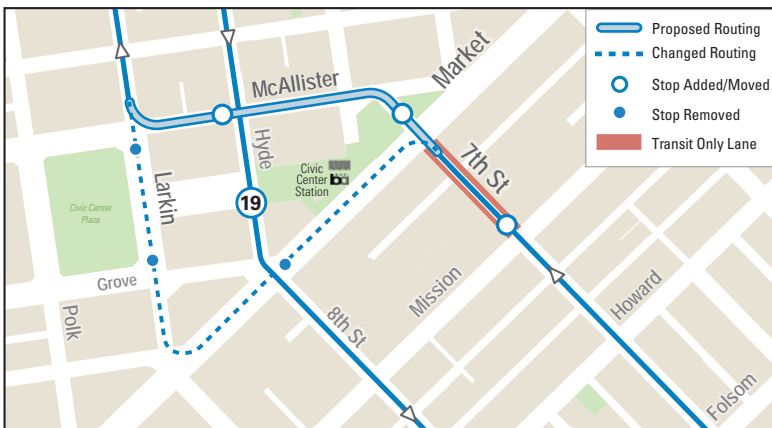 Proposed Routing
Changed Routing
Stop Added/Moved
Stop Removed
Transit Only Lane
Market
McAllister
7th St
Hyde
Civic
Center
Station
Larkin
19
Civic Center
Plaza
Grove
Mission
Howard
Polk
8th St
Folsom